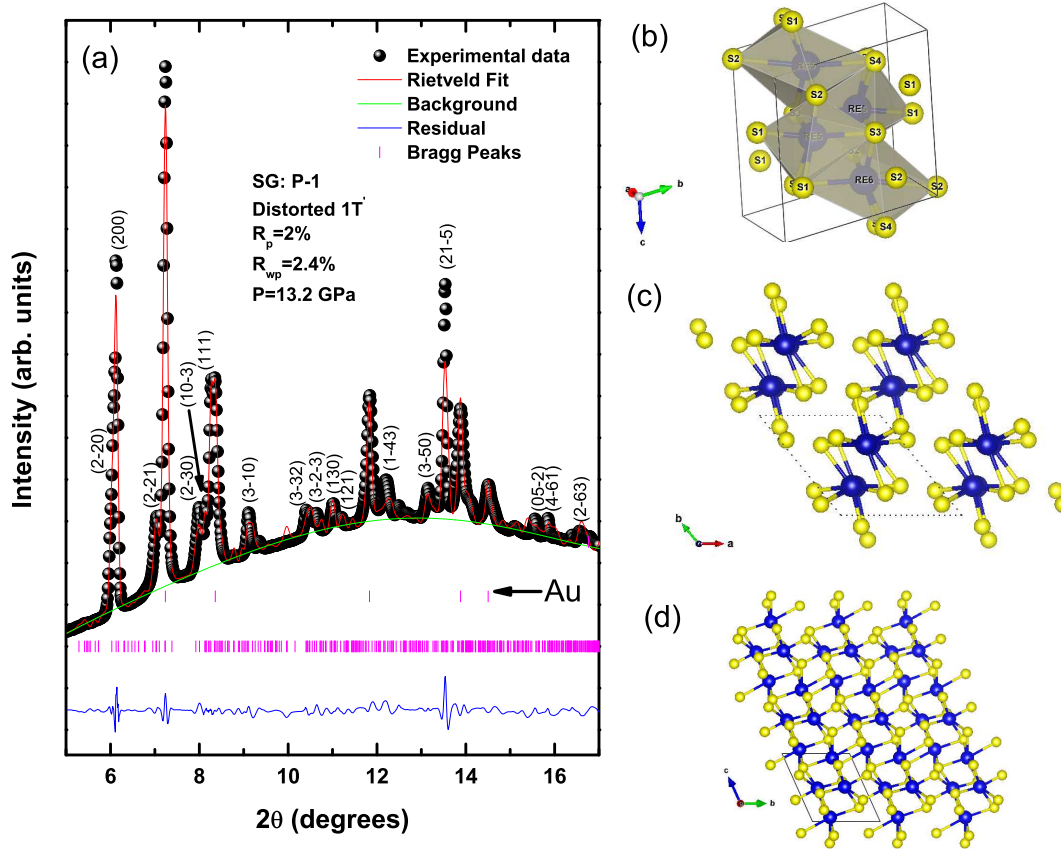 (a)
Experimental data
Rietveld Fit
Background
Residual
Bragg Peaks
SG: P-1
Distorted 1T'
Rp=2%
Rwp=2.4%
P=13.2 GPa
(2-20)
(200)
(2-21)
(2-30)
(10-3)
(111)
(3-10)
(3-32)
(3-2-3)
(130)
(121)
(1-43)
(3-50)
(21-5)
(05-2)
(4-61)
(2-63)
Au
Intensity (arb. units)
6 8 10 12 14 16
2θ (degrees)
(b)
S1
S1
S2
S4
S1
S2
S1
S1
S3
S1
RE6
S2
S1
S2
S4
a
b
c
(c)
b
c
a
(d)
c
b